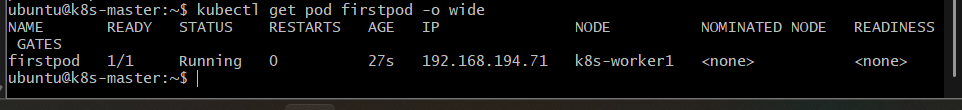 ubuntu@k8s-master:~$ kubectl get pod firstpod -o wide
NAME       READY   STATUS    RESTARTS   AGE   IP               NODE          NOMINATED NODE   READINESS
 GATES
firstpod   1/1     Running   0          27s   192.168.194.71   k8s-worker1   <none>           <none>
ubuntu@k8s-master:~$